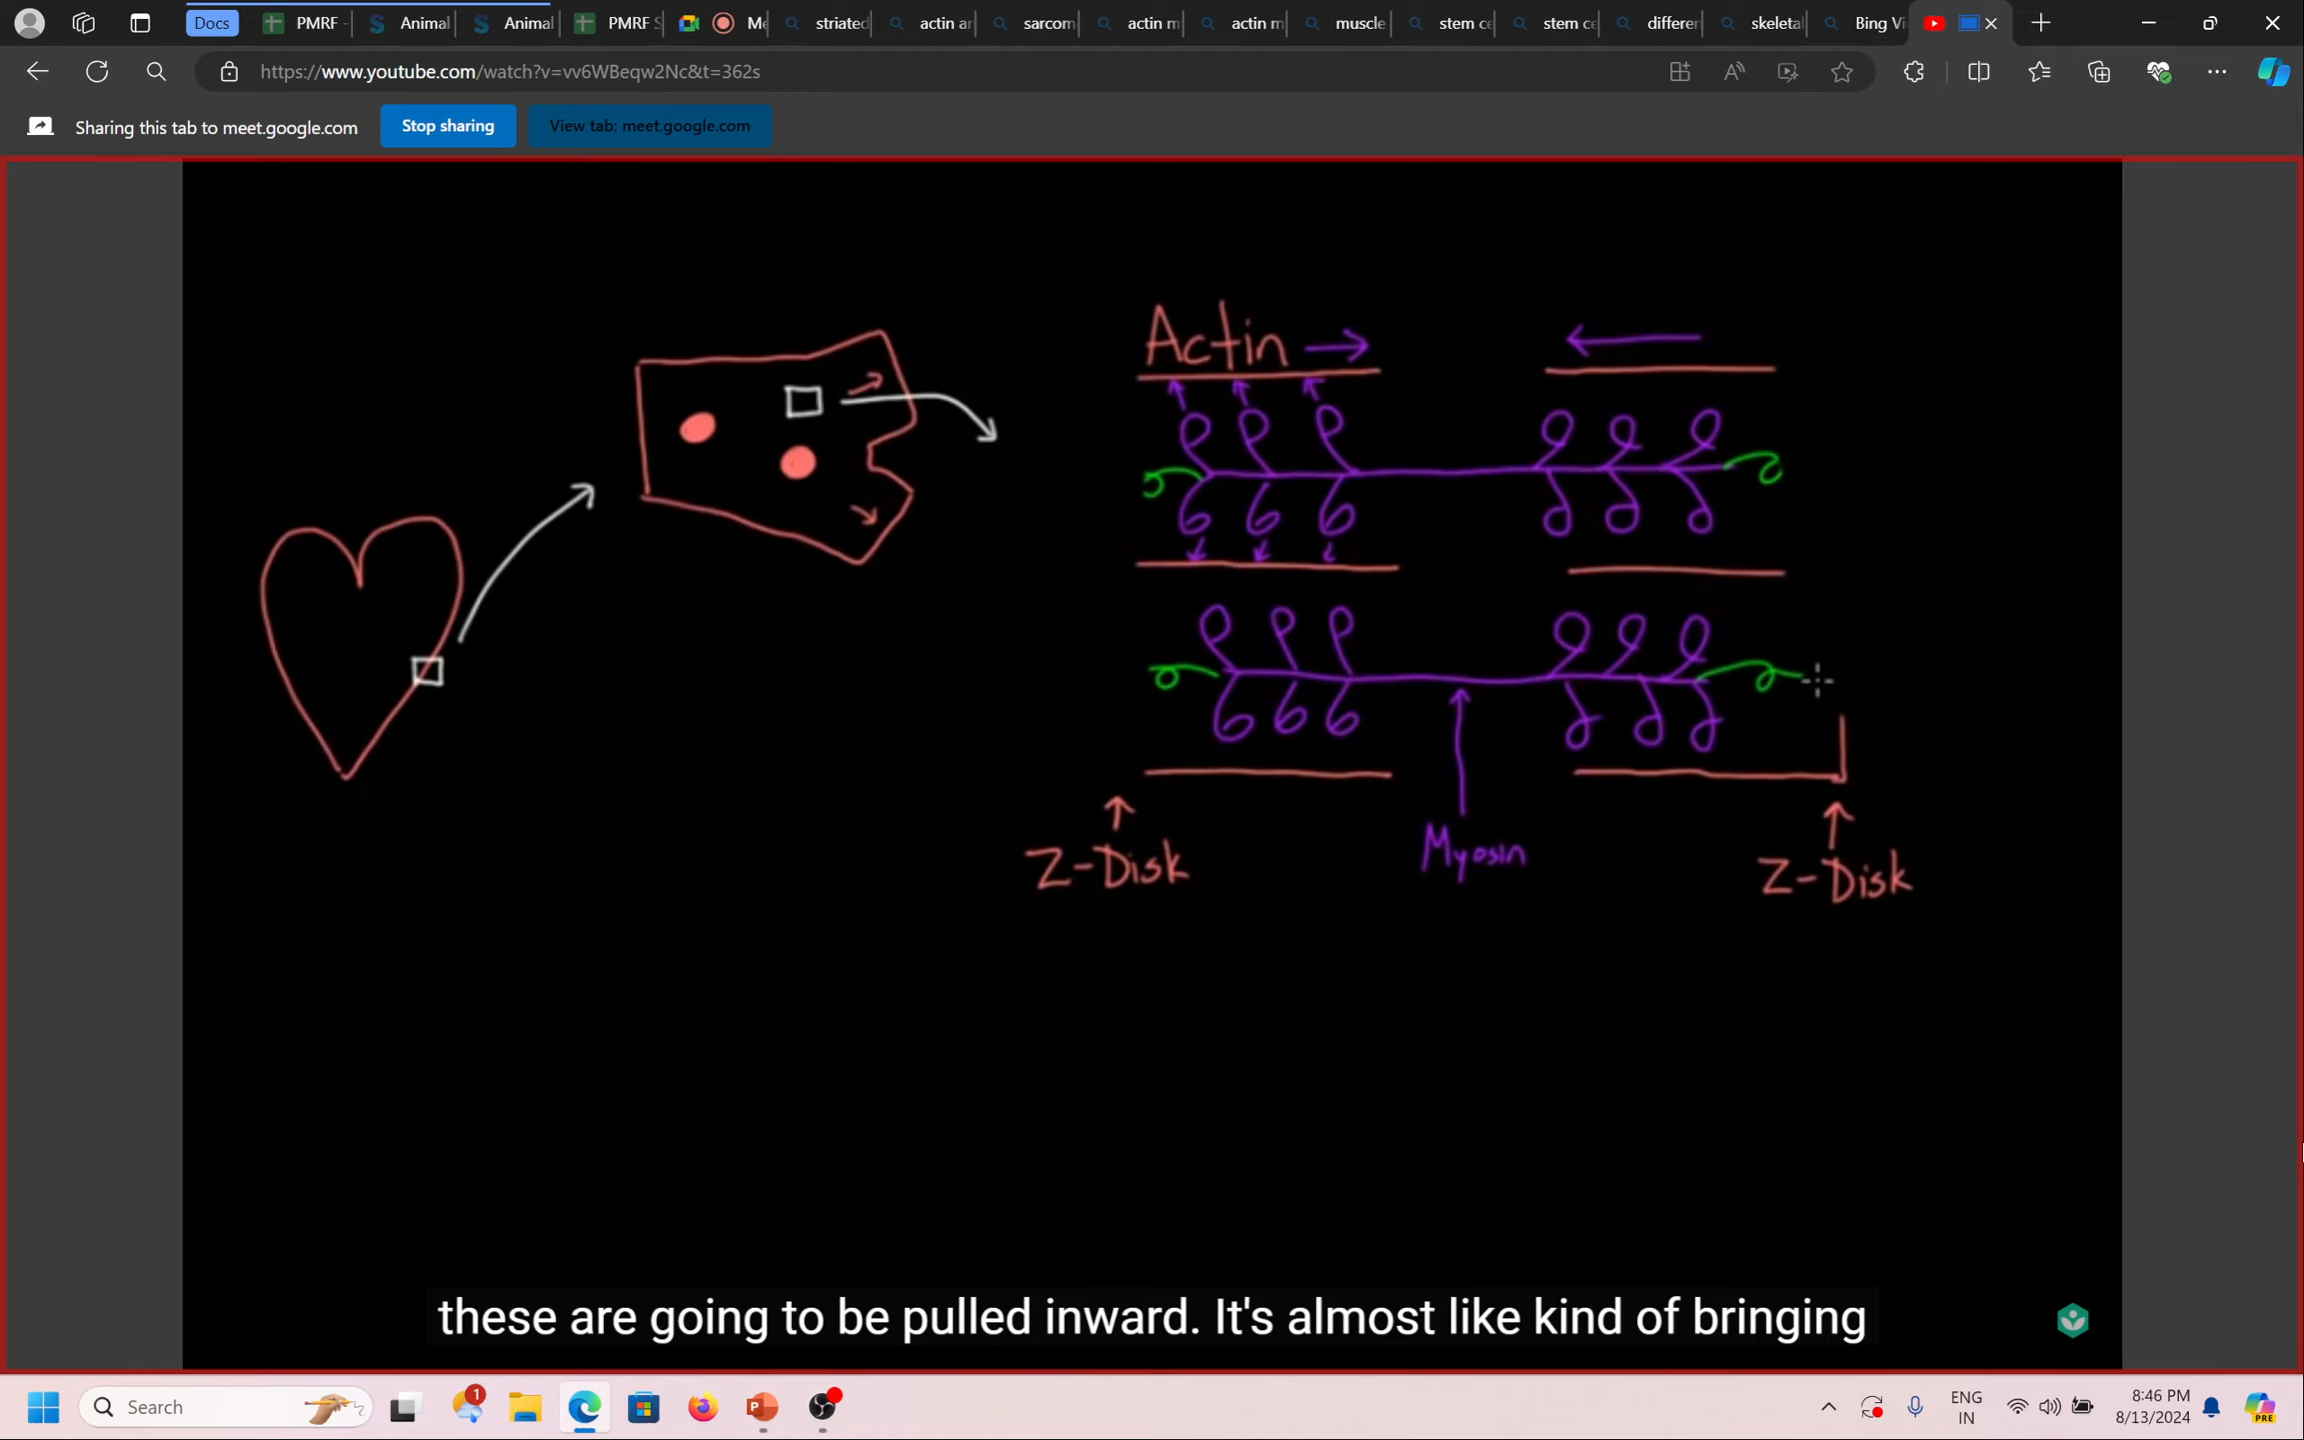 Docs PMRF - Animal Animal PMRF S Me striated actin ar sarcom actin m actin m muscle stem ce stem ce differen skeletal Bing Vi
https://www.youtube.com/watch?v=vv6WBeqw2Nc&t=362s
Sharing this tab to meet.google.com Stop sharing View tab: meet.google.com
Actin
Z-Disk Myosin Z-Disk
these are going to be pulled inward. It's almost like kind of bringing
Search 1 ENG 8:46 PM
IN 8/13/2024 PRE